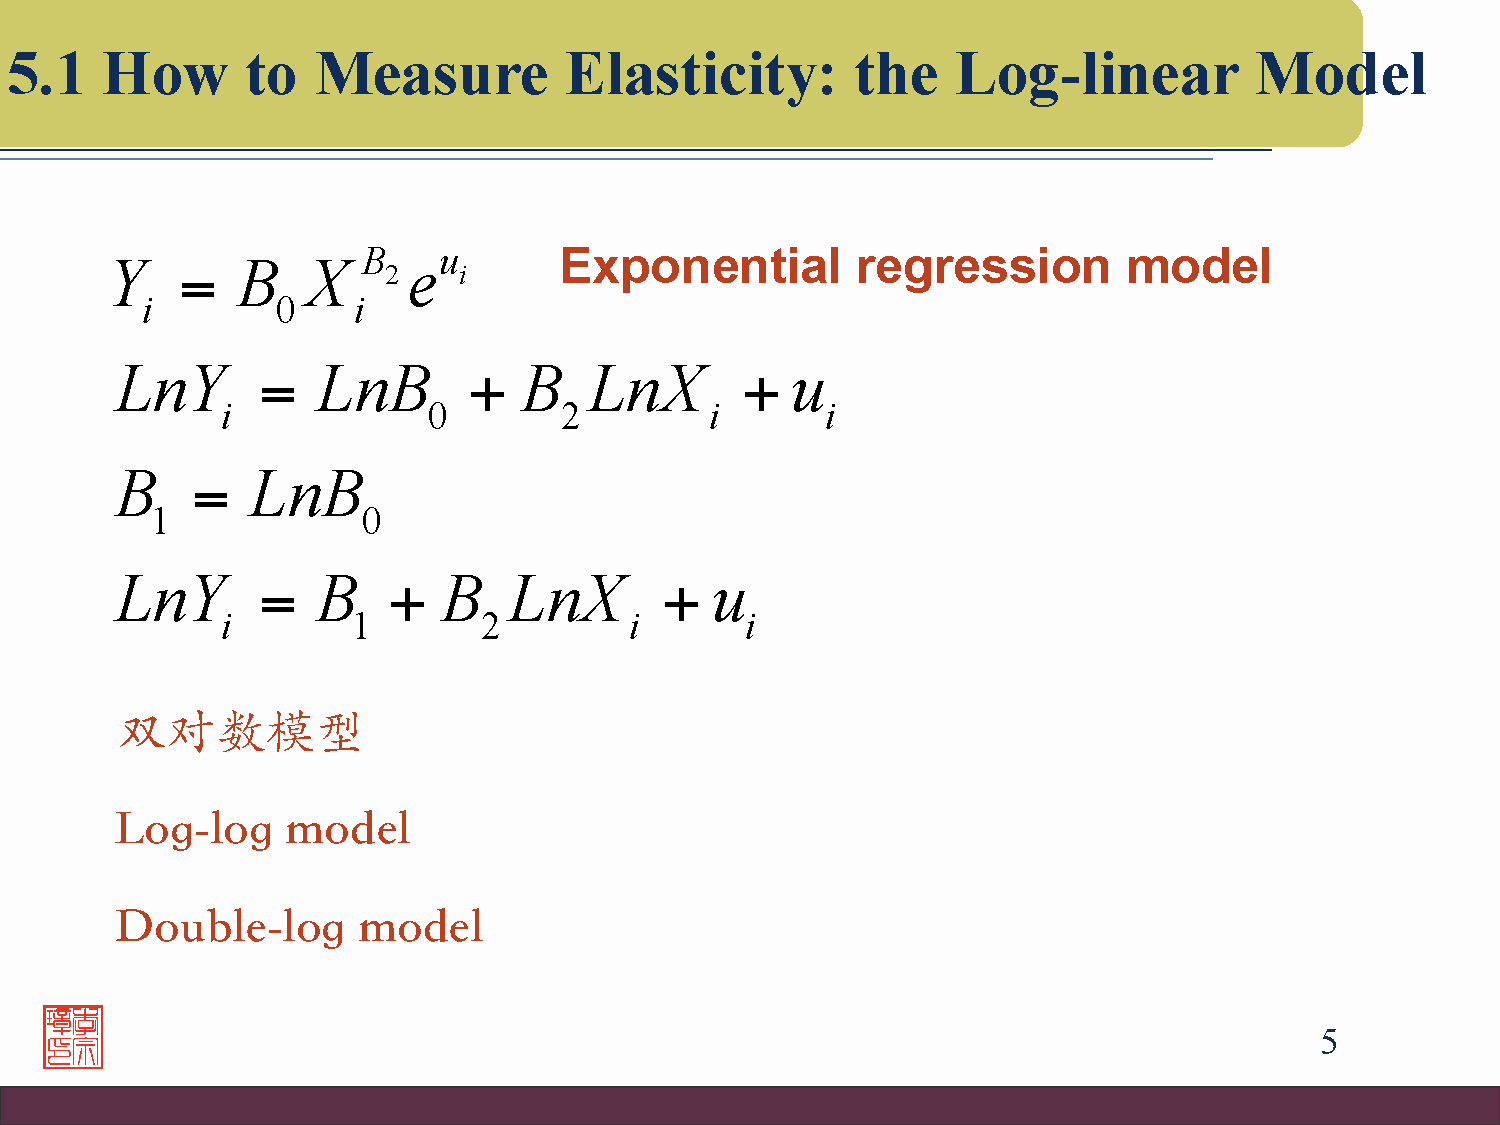 5.1 How to Measure Elasticity: the Log-linear Model
Y_i = B_0 X_i^{B_2} e^{u_i} Exponential regression model
LnY_i = LnB_0 + B_2 LnX_i + u_i
B_1 = LnB_0
LnY_i = B_1 + B_2 LnX_i + u_i
双对数模型
Log-log model
Double-log model
5